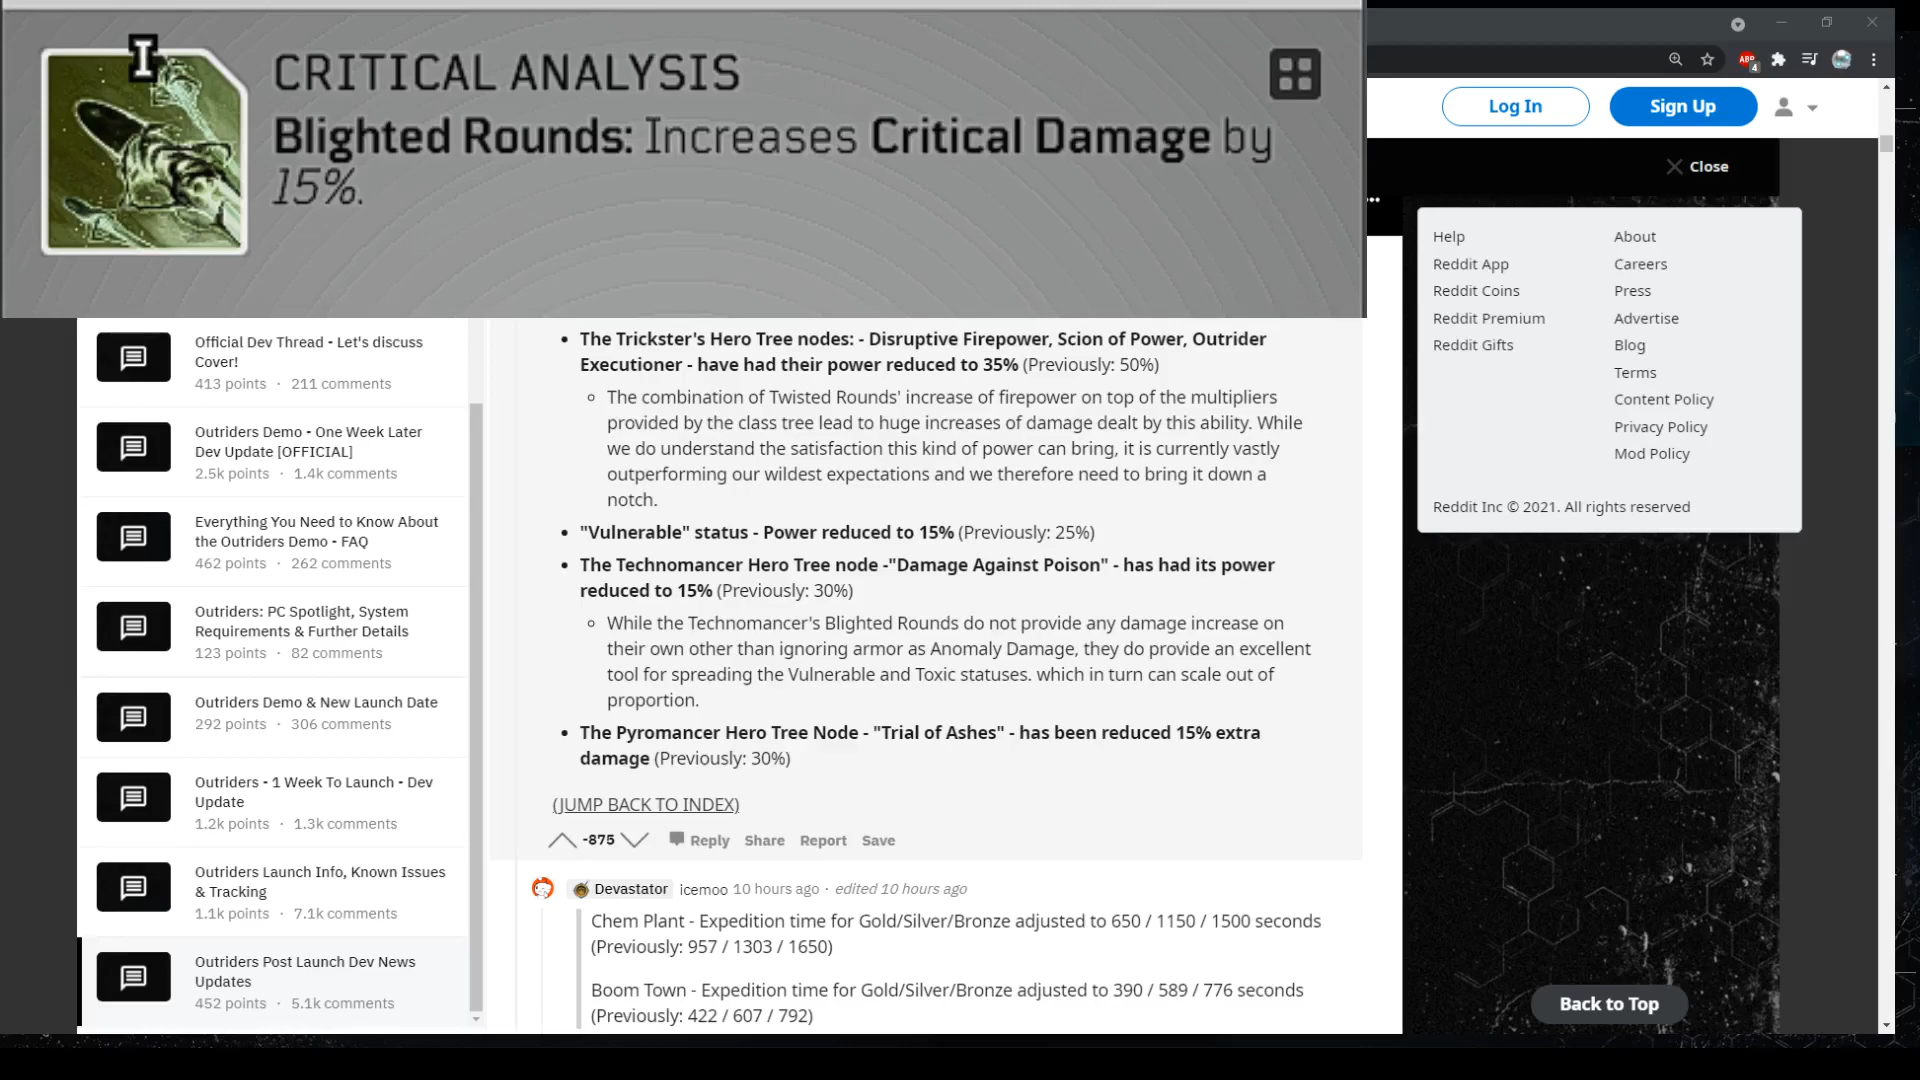 I
CRITICAL ANALYSIS
Blighted Rounds: Increases Critical Damage by
15%.
ABP
4
Log In
Sign Up
Close
Help
About
Reddit App
Careers
Reddit Coins
Press
Reddit Premium
Advertise
Reddit Gifts
Blog
Terms
Content Policy
Privacy Policy
Mod Policy
Reddit Inc © 2021. All rights reserved
Official Dev Thread - Let's discuss
Cover!
413 points · 211 comments
Outriders Demo - One Week Later
Dev Update [OFFICIAL]
2.5k points · 1.4k comments
Everything You Need to Know About
the Outriders Demo - FAQ
462 points · 262 comments
Outriders: PC Spotlight, System
Requirements & Further Details
123 points · 82 comments
Outriders Demo & New Launch Date
292 points · 306 comments
Outriders - 1 Week To Launch - Dev
Update
1.2k points · 1.3k comments
Outriders Launch Info, Known Issues
& Tracking
1.1k points · 7.1k comments
Outriders Post Launch Dev News
Updates
452 points · 5.1k comments
• The Trickster's Hero Tree nodes: - Disruptive Firepower, Scion of Power, Outrider
Executioner - have had their power reduced to 35% (Previously: 50%)
◦ The combination of Twisted Rounds' increase of firepower on top of the multipliers
provided by the class tree lead to huge increases of damage dealt by this ability. While
we do understand the satisfaction this kind of power can bring, it is currently vastly
outperforming our wildest expectations and we therefore need to bring it down a
notch.
• "Vulnerable" status - Power reduced to 15% (Previously: 25%)
• The Technomancer Hero Tree node -"Damage Against Poison" - has had its power
reduced to 15% (Previously: 30%)
◦ While the Technomancer's Blighted Rounds do not provide any damage increase on
their own other than ignoring armor as Anomaly Damage, they do provide an excellent
tool for spreading the Vulnerable and Toxic statuses. which in turn can scale out of
proportion.
• The Pyromancer Hero Tree Node - "Trial of Ashes" - has been reduced 15% extra
damage (Previously: 30%)
(JUMP BACK TO INDEX)
-875 Reply Share Report Save
Devastator icemoo 10 hours ago · edited 10 hours ago
Chem Plant - Expedition time for Gold/Silver/Bronze adjusted to 650 / 1150 / 1500 seconds
(Previously: 957 / 1303 / 1650)
Boom Town - Expedition time for Gold/Silver/Bronze adjusted to 390 / 589 / 776 seconds
(Previously: 422 / 607 / 792)
Back to Top